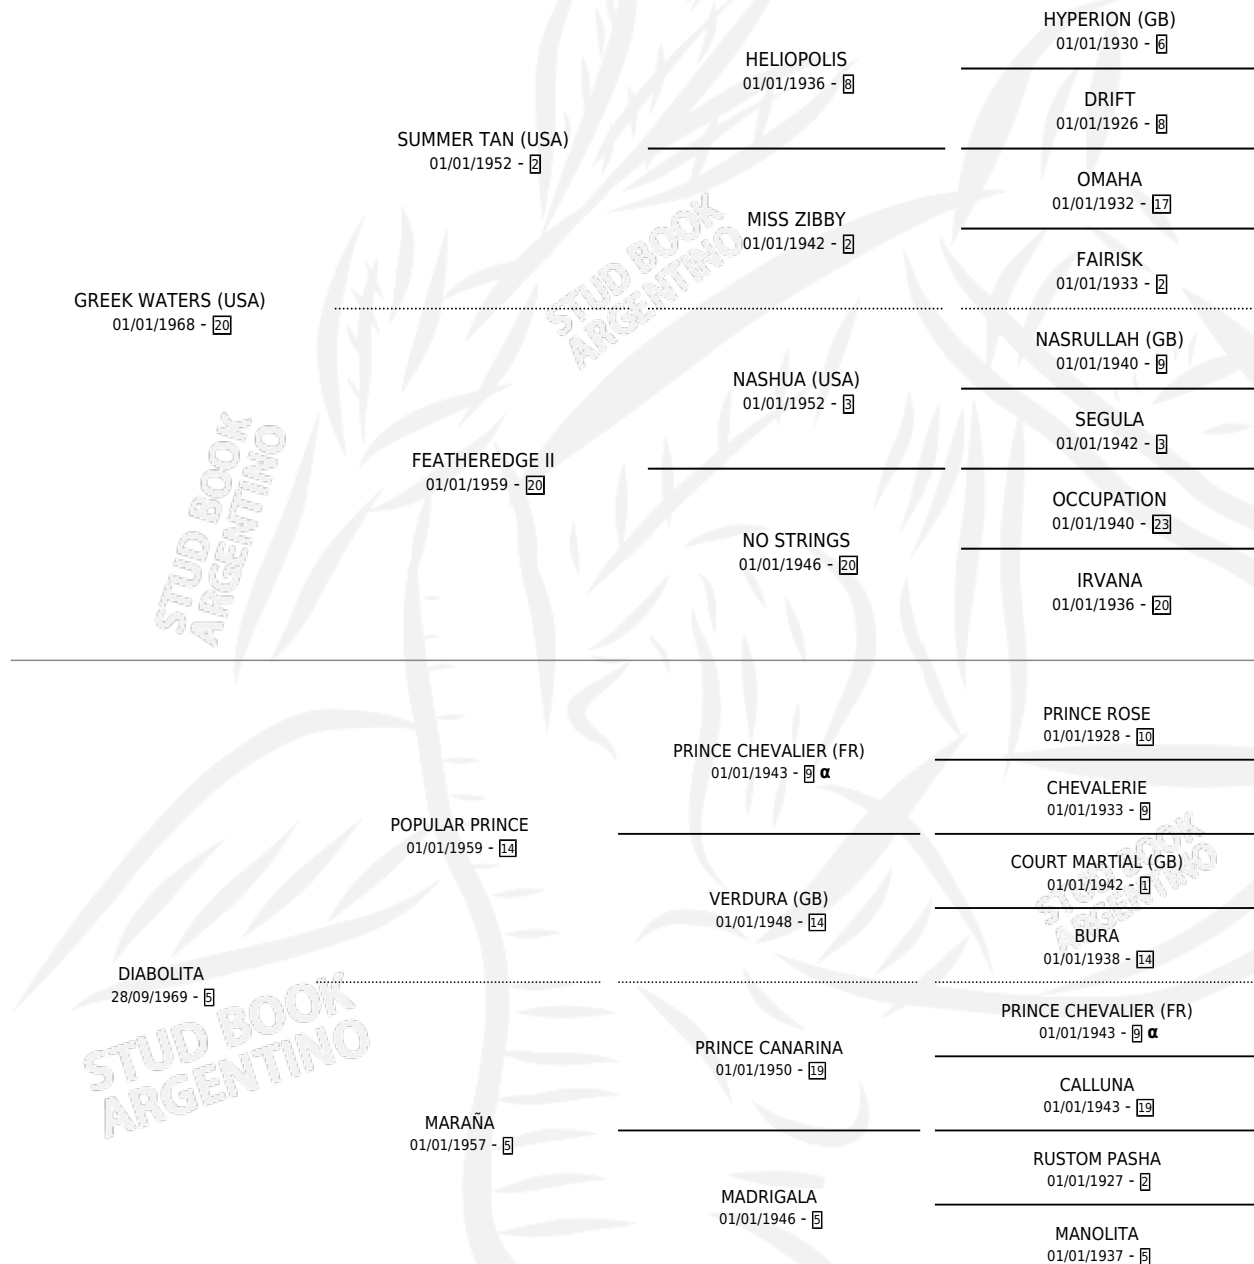 HYPERION (GB)
01/01/1930 - 6
HELIOPOLIS
01/01/1936 - 8
DRIFT
01/01/1926 - 8
SUMMER TAN (USA)
01/01/1952 - 2
OMAHA
01/01/1932 - 17
MISS ZIBBY
01/01/1942 - 2
FAIRISK
01/01/1933 - 2
STUD BOOK
ARGENTINO
GREEK WATERS (USA)
01/01/1968 - 20
NASRULLAH (GB)
01/01/1940 - 9
NASHUA (USA)
01/01/1952 - 3
SEGULA
01/01/1942 - 3
FEATHEREDGE II
01/01/1959 - 20
OCCUPATION
01/01/1940 - 23
NO STRINGS
01/01/1946 - 20
IRVANA
01/01/1936 - 20
STUD BOOK
ARGENTINO
PRINCE ROSE
01/01/1928 - 10
PRINCE CHEVALIER (FR)
01/01/1943 - 9 α
CHEVALERIE
01/01/1933 - 9
POPULAR PRINCE
01/01/1959 - 14
COURT MARTIAL (GB)
01/01/1942 - 1
VERDURA (GB)
01/01/1948 - 14
BURA
01/01/1938 - 14
STUD BOOK
ARGENTINO
DIABOLITA
28/09/1969 - 5
PRINCE CHEVALIER (FR)
01/01/1943 - 9 α
PRINCE CANARINA
01/01/1950 - 19
CALLUNA
01/01/1943 - 19
STUD BOOK
ARGENTINO
MARAÑA
01/01/1957 - 5
RUSTOM PASHA
01/01/1927 - 2
MADRIGALA
01/01/1946 - 5
MANOLITA
01/01/1937 - 5